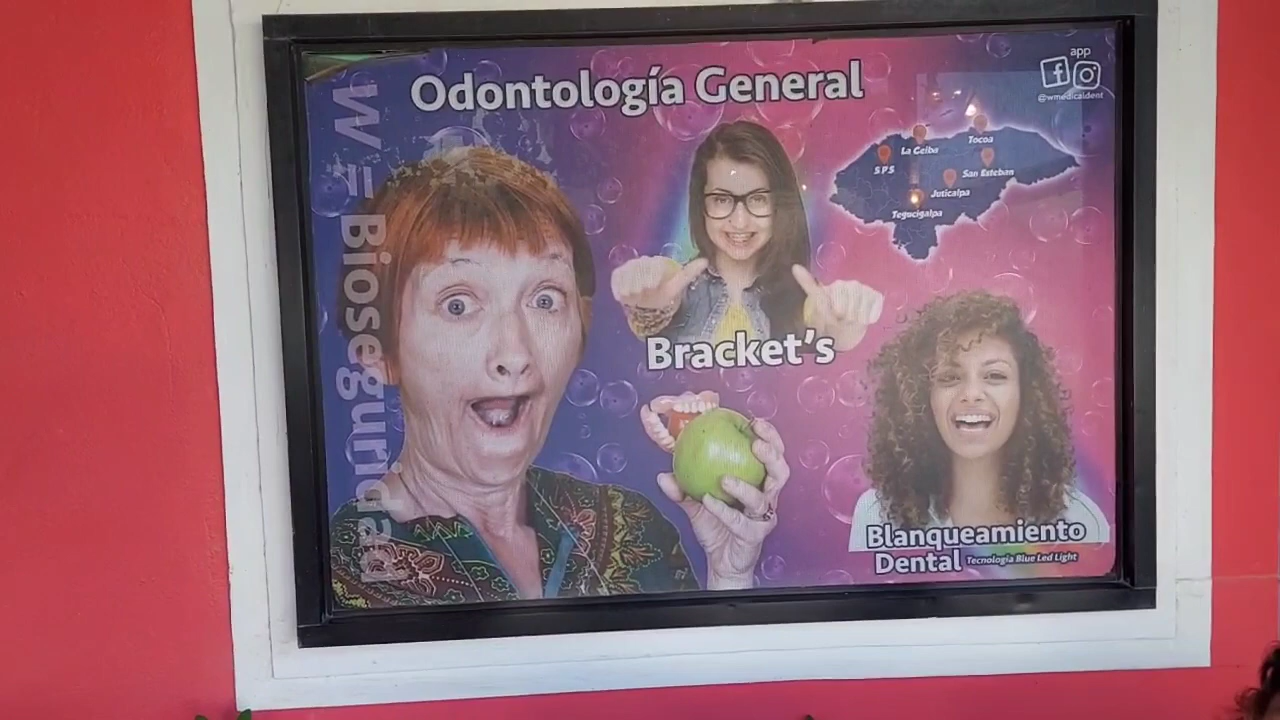 Odontología General
app
@wmedicaldent
W = Bioseguridad
La Ceiba
Tocoa
SPS
San Esteban
Juticalpa
Tegucigalpa
Bracket's
Blanqueamiento
Dental Tecnología Blue Led Light